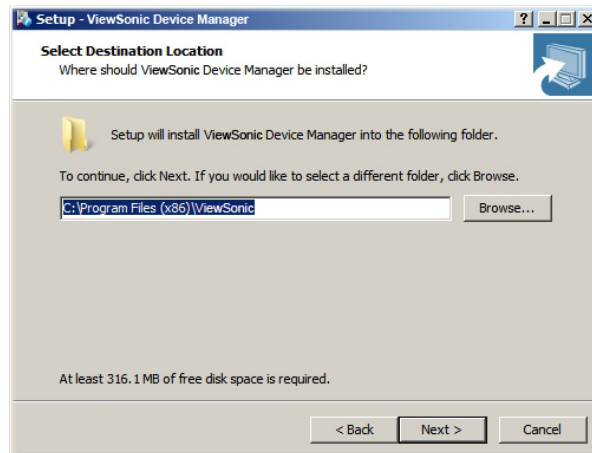 Setup - ViewSonic Device Manager
Select Destination Location
Where should ViewSonic Device Manager be installed?
Setup will install ViewSonic Device Manager into the following folder.
To continue, click Next. If you would like to select a different folder, click Browse.
C:\Program Files (x86)\ViewSonic
Browse...
At least 316.1 MB of free disk space is required.
< Back
Next >
Cancel